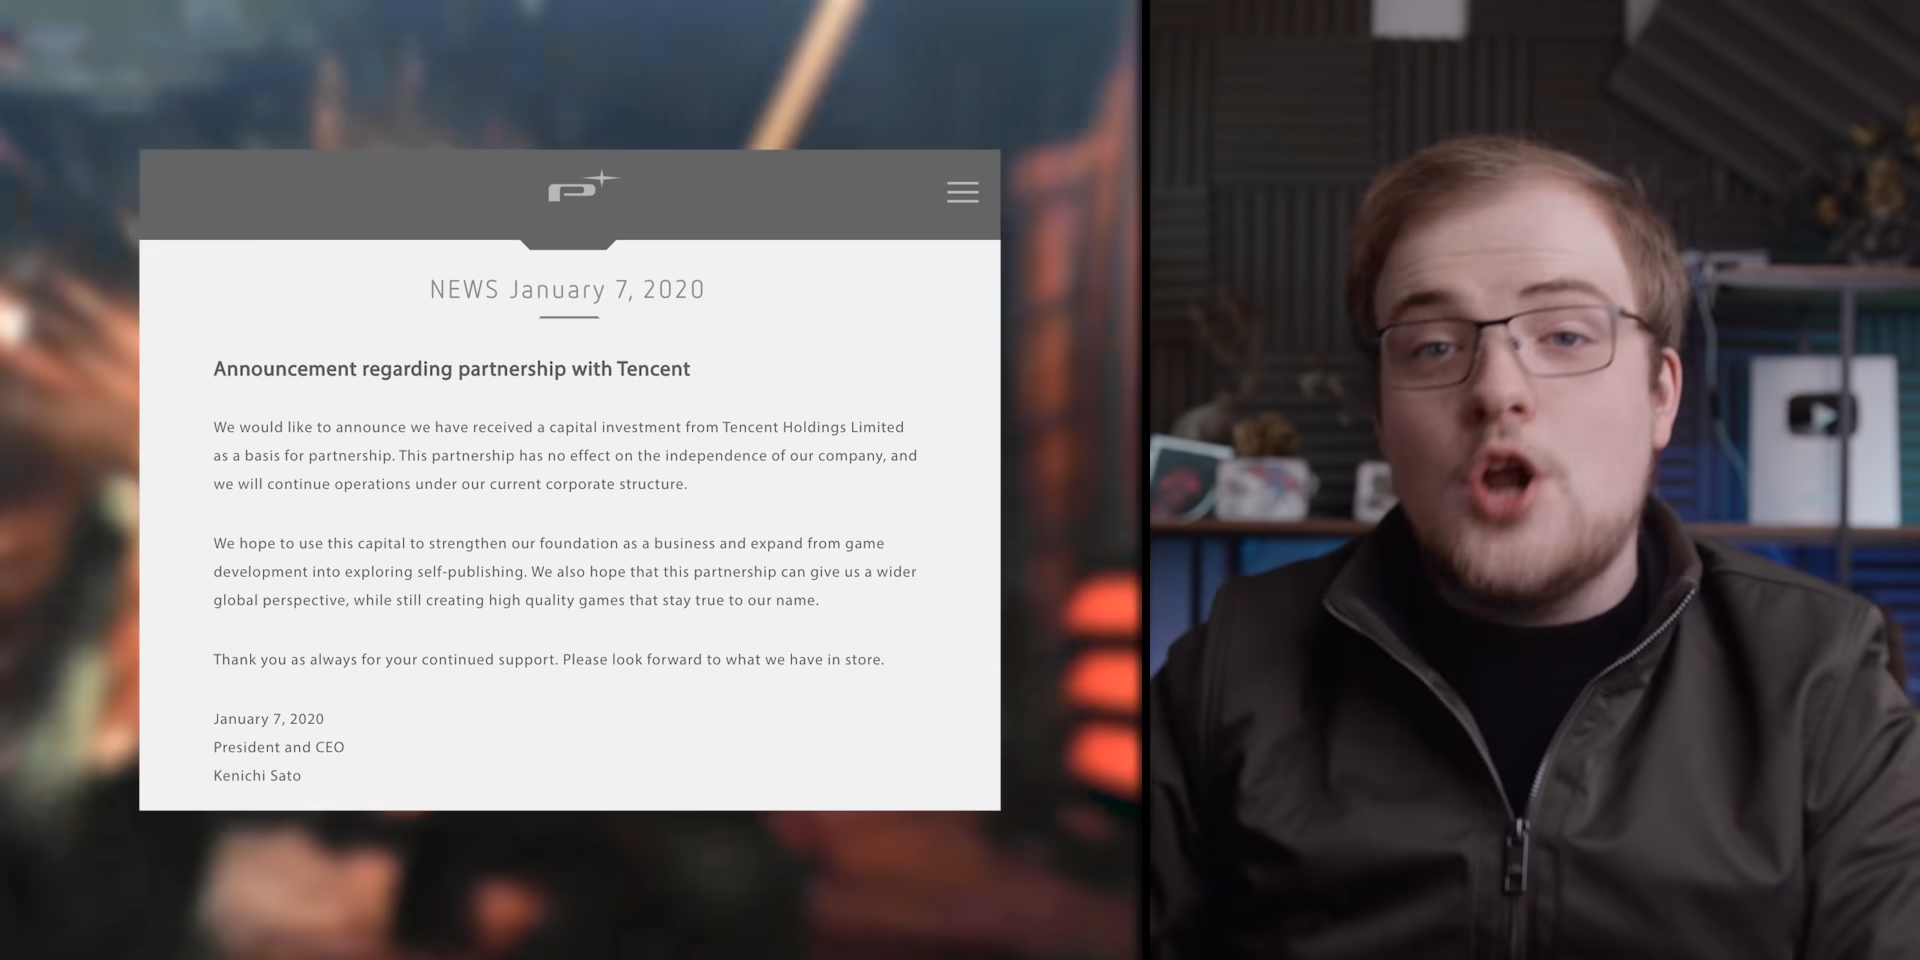 NEWS January 7, 2020
Announcement regarding partnership with Tencent
We would like to announce we have received a capital investment from Tencent Holdings Limited
as a basis for partnership. This partnership has no effect on the independence of our company, and
we will continue operations under our current corporate structure.
We hope to use this capital to strengthen our foundation as a business and expand from game
development into exploring self-publishing. We also hope that this partnership can give us a wider
global perspective, while still creating high quality games that stay true to our name.
Thank you as always for your continued support. Please look forward to what we have in store.
January 7, 2020
President and CEO
Kenichi Sato